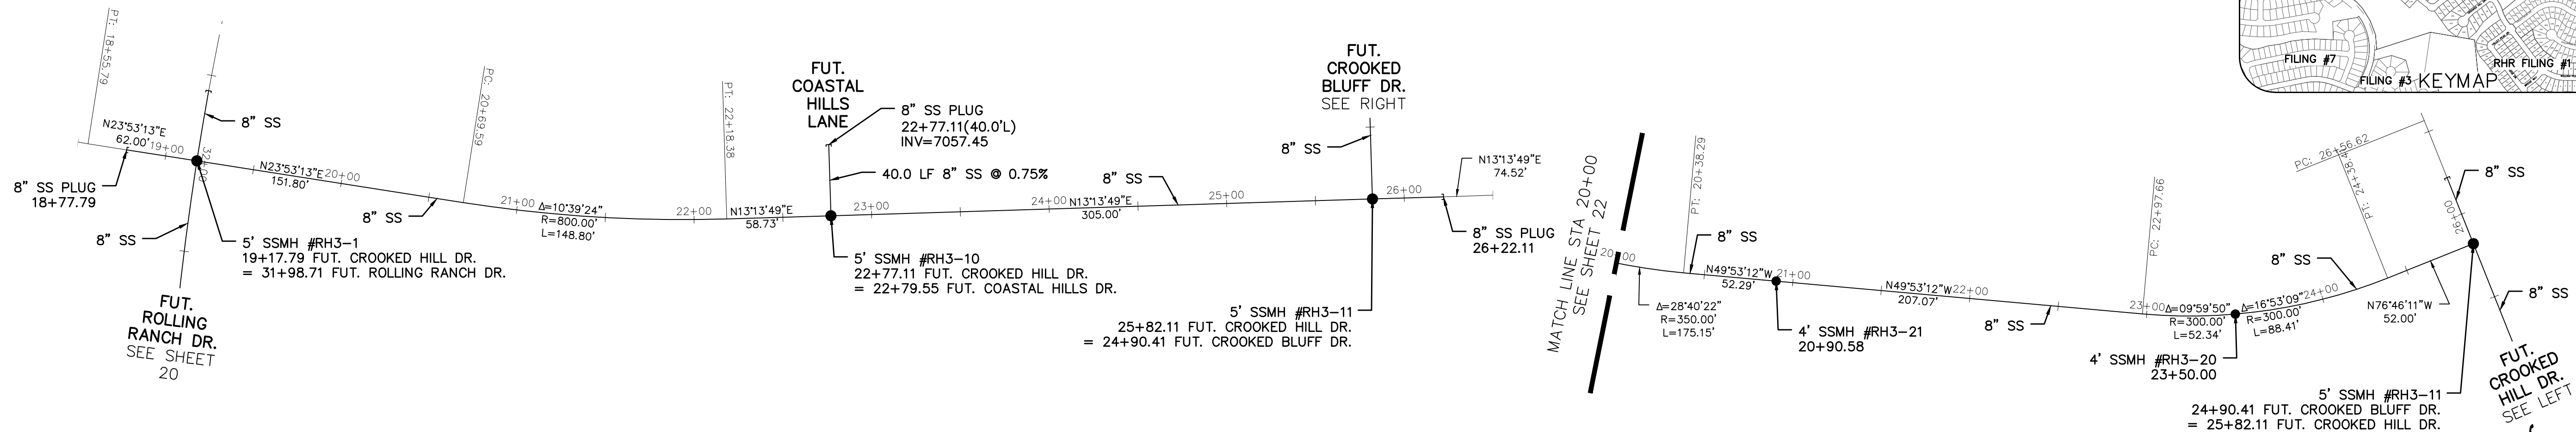 PT: 18+55.79
N23°53'13"E
62.00'
19+00
8" SS PLUG
18+77.79
8" SS
32+00
8" SS
FUT.
ROLLING
RANCH DR.
SEE SHEET
20
5' SSMH #RH3-1
19+17.79 FUT. CROOKED HILL DR.
= 31+98.71 FUT. ROLLING RANCH DR.
N23°53'13"E
151.80'
20+00
8" SS
PC: 20+69.59
21+00
Δ=10°39'24"
R=800.00'
L=148.80'
22+00
PT: 22+18.38
N13°13'49"E
58.73'
FUT.
COASTAL
HILLS
LANE
8" SS PLUG
22+77.11(40.0'L)
INV=7057.45
40.0 LF 8" SS @ 0.75%
23+00
5' SSMH #RH3-10
22+77.11 FUT. CROOKED HILL DR.
= 22+79.55 FUT. COASTAL HILLS DR.
24+00
N13°13'49"E
305.00'
8" SS
25+00
FUT.
CROOKED
BLUFF DR.
SEE RIGHT
8" SS
26+00
N13°13'49"E
74.52'
8" SS PLUG
26+22.11
5' SSMH #RH3-11
25+82.11 FUT. CROOKED HILL DR.
= 24+90.41 FUT. CROOKED BLUFF DR.
MATCH LINE STA 20+00
SEE SHEET 22
20+00
Δ=28°40'22"
R=350.00'
L=175.15'
PT: 20+38.29
8" SS
N49°53'12"W
52.29'
21+00
4' SSMH #RH3-21
20+90.58
N49°53'12"W
207.07'
22+00
8" SS
PC: 22+97.66
23+00
Δ=09°59'50"
R=300.00'
L=52.34'
4' SSMH #RH3-20
23+50.00
Δ=16°53'09"
R=300.00'
L=88.41'
24+00
8" SS
PC: 26+56.62
N76°46'11"W
52.00'
26+00
8" SS
8" SS
5' SSMH #RH3-11
24+90.41 FUT. CROOKED BLUFF DR.
= 25+82.11 FUT. CROOKED HILL DR.
FUT.
CROOKED
HILL DR.
SEE LEFT
FILING #7
FILING #3
KEYMAP
RHR FILING #1